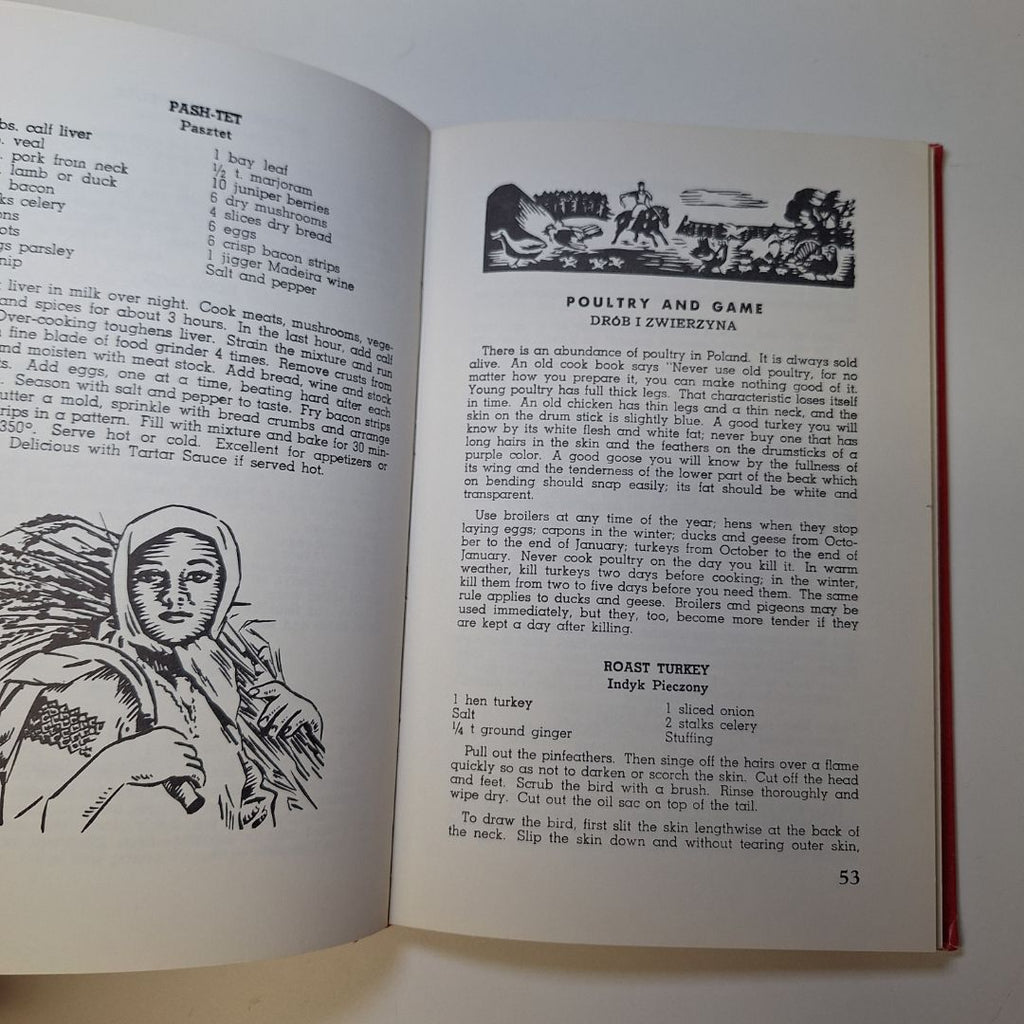 PASH-TET
Pasztet
bs. calf liver
. veal
. pork from neck
lamb or duck
bacon
ks celery
ons
ots
gs parsley
nip
1 bay leaf
½ t. marjoram
10 juniper berries
6 dry mushrooms
4 slices dry bread
6 eggs
6 crisp bacon strips
1 jigger Madeira wine
Salt and pepper
liver in milk over night. Cook meats, mushrooms, vege-
and spices for about 3 hours. In the last hour, add calf
Over-cooking toughens liver. Strain the mixture and run
fine blade of food grinder 4 times. Remove crusts from
nd moisten with meat stock. Add bread, wine and stock
ts. Add eggs, one at a time, beating hard after each
. Season with salt and pepper to taste. Fry bacon strips
utter a mold, sprinkle with bread crumbs and arrange
rips in a pattern. Fill with mixture and bake for 30 min-
350°. Serve hot or cold. Excellent for appetizers or
Delicious with Tartar Sauce if served hot.
POULTRY AND GAME
DRÓB I ZWIERZYNA
There is an abundance of poultry in Poland. It is always sold
alive. An old cook book says "Never use old poultry, for no
matter how you prepare it, you can make nothing good of it.
Young poultry has full thick legs. That characteristic loses itself
in time. An old chicken has thin legs and a thin neck, and the
skin on the drum stick is slightly blue. A good turkey you will
know by its white flesh and white fat; never buy one that has
long hairs in the skin and the feathers on the drumsticks of a
purple color. A good goose you will know by the fullness of
its wing and the tenderness of the lower part of the beak which
on bending should snap easily; its fat should be white and
transparent.
Use broilers at any time of the year; hens when they stop
laying eggs; capons in the winter; ducks and geese from Octo-
ber to the end of January; turkeys from October to the end of
January. Never cook poultry on the day you kill it. In warm
weather, kill turkeys two days before cooking; in the winter,
kill them from two to five days before you need them. The same
rule applies to ducks and geese. Broilers and pigeons may be
used immediately, but they, too, become more tender if they
are kept a day after killing.
ROAST TURKEY
Indyk Pieczony
1 hen turkey
Salt
¼ t ground ginger
1 sliced onion
2 stalks celery
Stuffing
Pull out the pinfeathers. Then singe off the hairs over a flame
quickly so as not to darken or scorch the skin. Cut off the head
and feet. Scrub the bird with a brush. Rinse thoroughly and
wipe dry. Cut out the oil sac on top of the tail.
To draw the bird, first slit the skin lengthwise at the back of
the neck. Slip the skin down and without tearing outer skin,
53